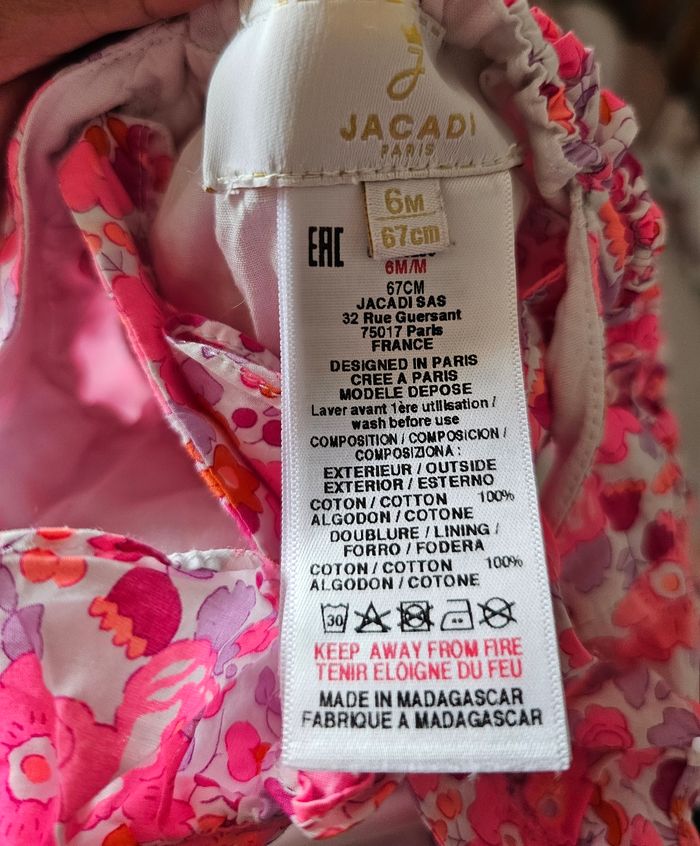 JACADI
PARIS
6M
67cm
EAC
6M/M
67CM
JACADI SAS
32 Rue Guersant
75017 Paris
FRANCE
DESIGNED IN PARIS
CREE A PARIS
MODELE DEPOSE
Laver avant 1ère utilisation /
wash before use
COMPOSITION / COMPOSICION /
COMPOSIZIONA :
EXTERIEUR / OUTSIDE
EXTERIOR / ESTERNO
COTON / COTTON 100%
ALGODON / COTONE
DOUBLURE / LINING /
FORRO / FODERA
COTON / COTTON 100%
ALGODON / COTONE
30
KEEP AWAY FROM FIRE
TENIR ELOIGNE DU FEU
MADE IN MADAGASCAR
FABRIQUE A MADAGASCAR